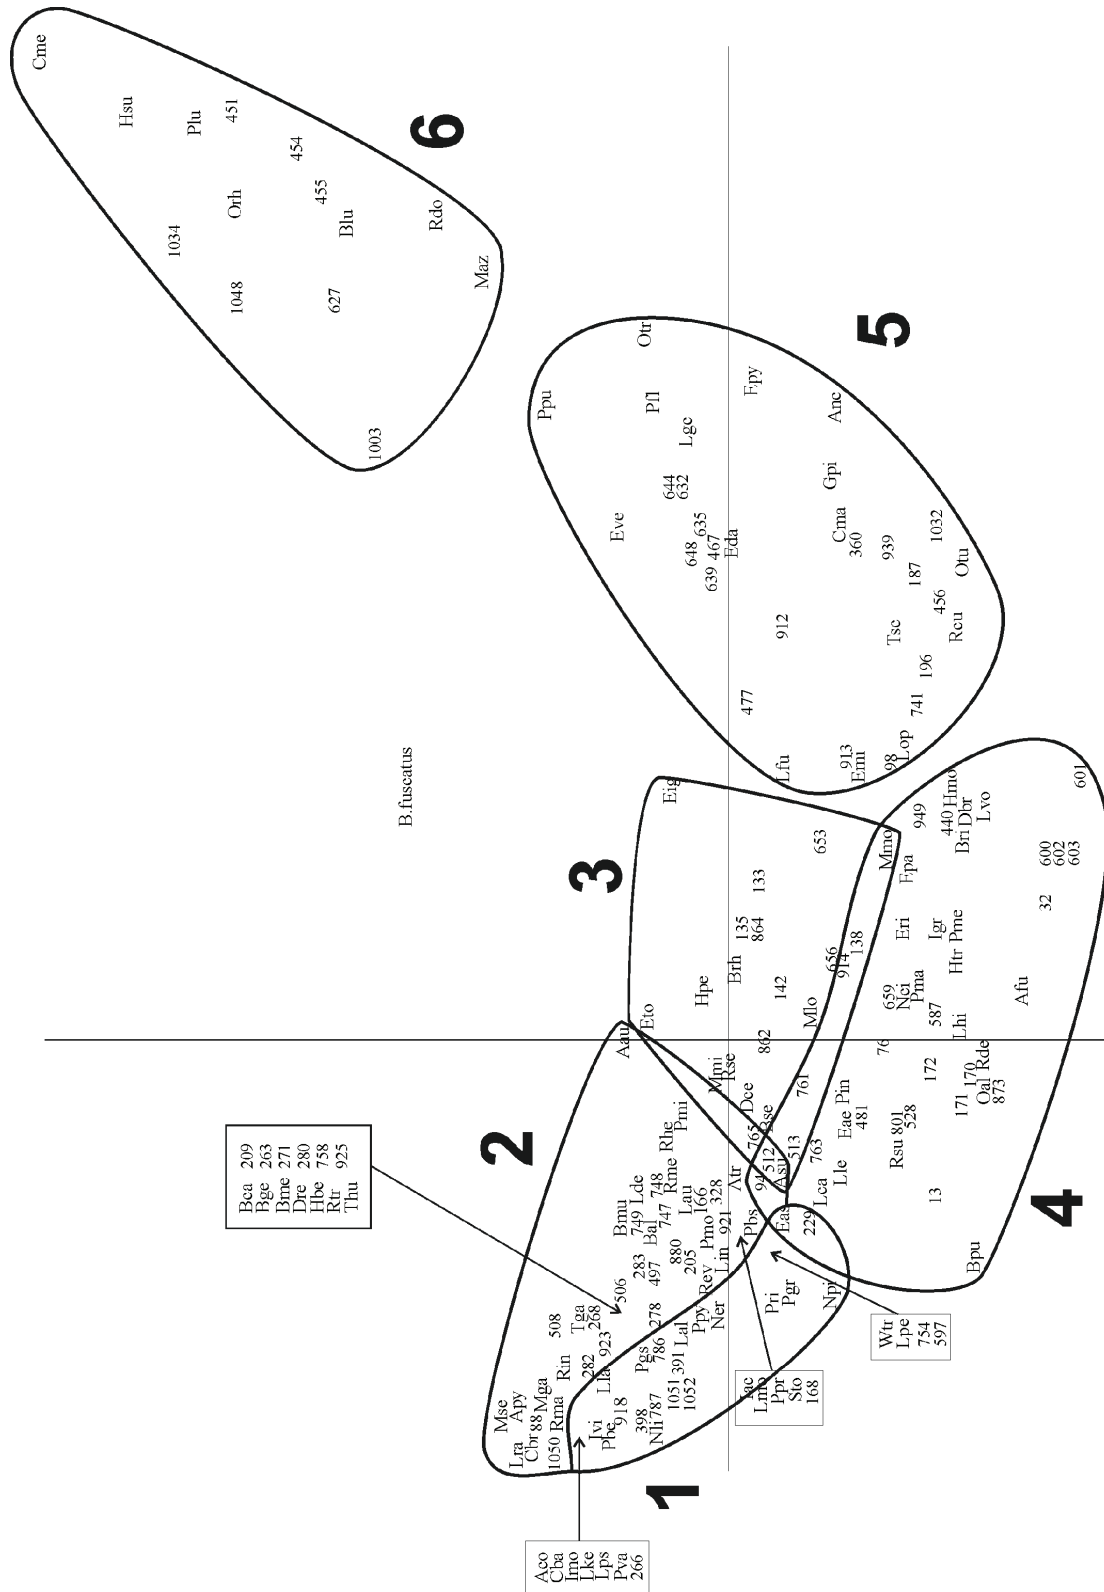 Cme
Hsu
Plu
451
454
455
Orh
1034
Blu
Rdo
1048
627
Maz
1003
6
Otr
Ppu
Pfl
Epy
Anc
Lge
Gpi
644
632
Eve
635
648
467
639
Eda
Cma
360
939
1032
187
Otu
456
912
Tsc
Rcu
196
477
741
Lop
913
98
Emi
Lfu
5
B.fuscatus
Eig
3
653
133
135
864
Brh
142
Hpe
Eto
862
Mlo
656
914
138
Mmo
Epa
949
440
Hmo
Bri
Dbr
Lvo
601
600
602
603
32
Eri
Igr
Htr
Pme
659
Nci
Pma
587
Lhi
Afu
76
172
Rde
170
171
Oal
873
Pin
Eae
481
801
528
Rsu
13
Bpu
4
Aau
Mmi
Rse
Dce
Bse
761
765
512
513
763
94
Asu
Lca
Lle
Atr
Pbs
Eas
229
2
Pmi
Rhe
Rme
748
Lde
749
747
Lau
166
328
Bmu
Bal
Pmo
921
880
205
Lin
283
497
Rev
506
278
Ppy
Ner
508
Tga
268
923
Rin
282
Lla
Pgs
786
Lal
391
1051
1052
Mse
Apy
Mga
88
Rma
Lra
Cbr
1050
918
Pbe
398
787
Nli
Pri
Pgr
Npi
1
Bca 209
Bge 263
Bme 271
Dre 280
Hbe 758
Rtr 925
Thu
Wtr
Lpe
754
597
Ppr
Sto
168
Aco
Cba
Imo
Lke
Lps
Pva
266